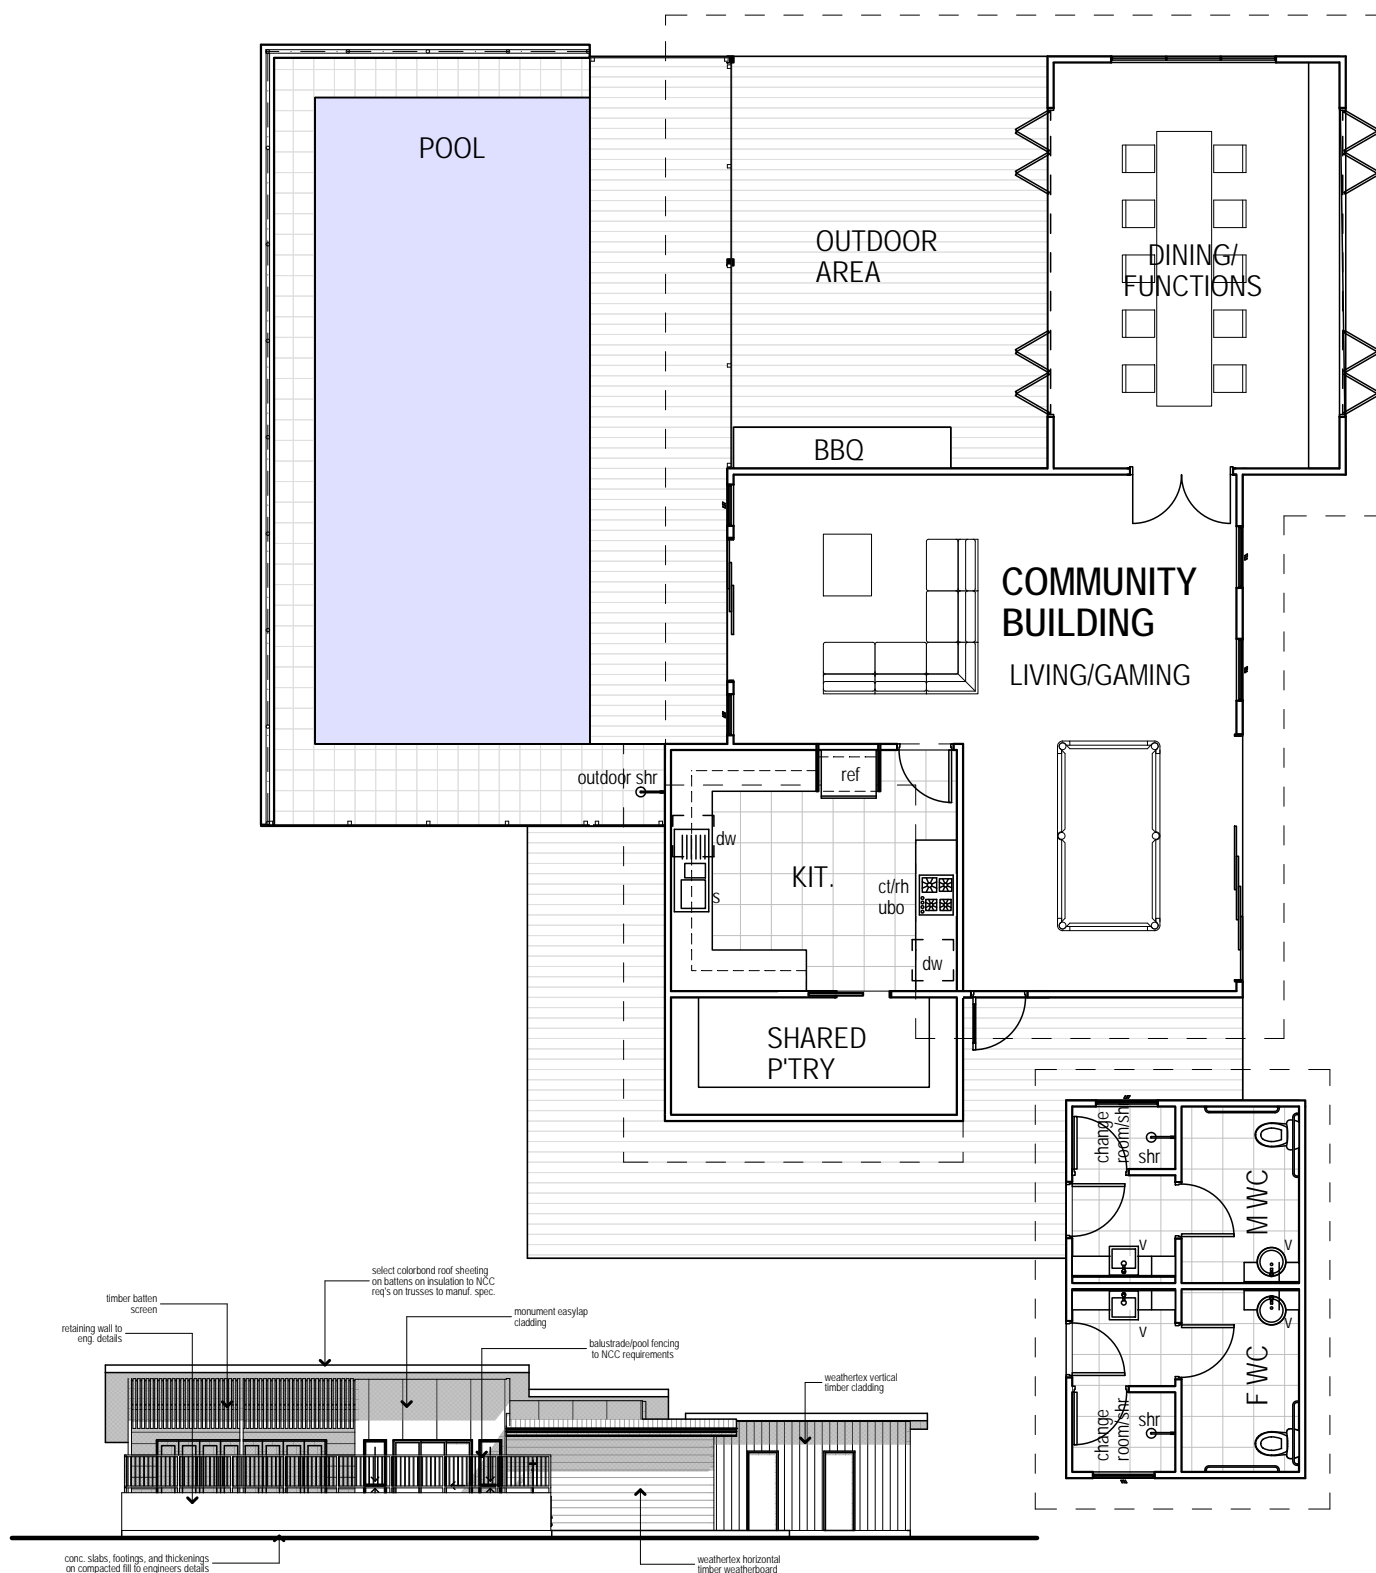 POOL
OUTDOOR
AREA
DINING/
FUNCTIONS
BBQ
COMMUNITY
BUILDING
LIVING/GAMING
outdoor shr
ref
dw
s
KIT.
ct/rh
ubo
dw
SHARED
P'TRY
change
room/shr
shr
M WC
V
V
V
V
F WC
change
room/shr
shr
select colorbond roof sheeting
on battens on insulation to NCC
req's on trusses to manuf. spec.
timber batten
screen
monument easylap
cladding
retaining wall to
eng. details
balustrade/pool fencing
to NCC requirements
weathertex vertical
timber cladding
conc. slabs, footings, and thickenings
on compacted fill to engineers details
weathertex horizontal
timber weatherboard